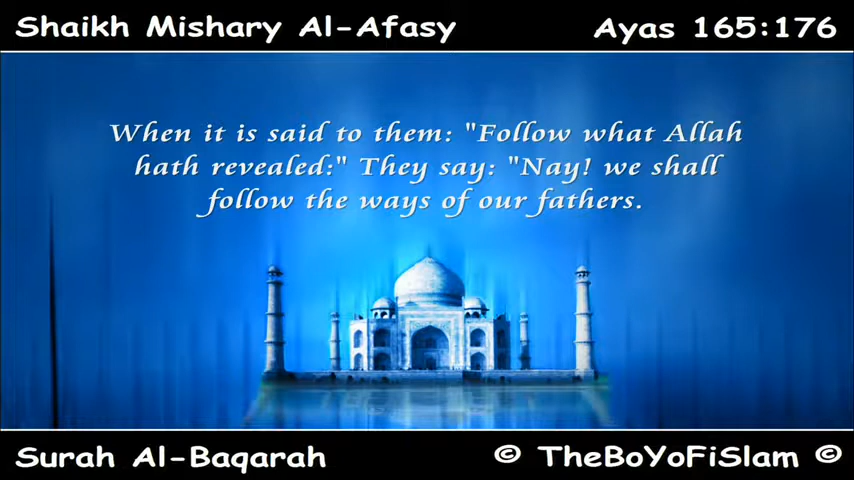 Shaikh Mishary Al-Afasy
Ayas 165:176
When it is said to them: "Follow what Allah
hath revealed:" They say: "Nay! we shall
follow the ways of our fathers.
Surah Al-Baqarah
© TheBoYoFiSlam ©